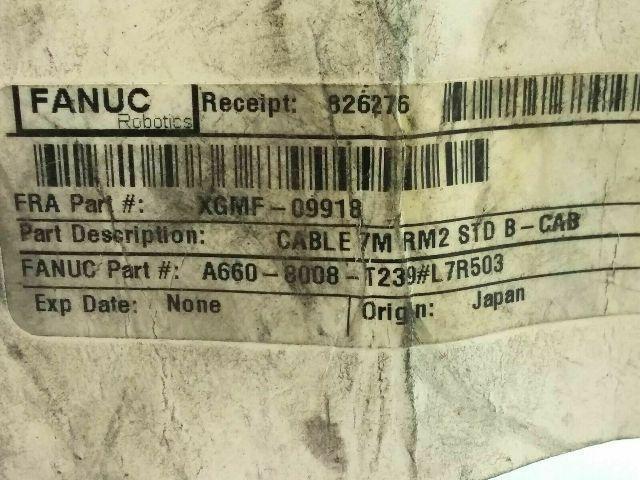 FANUC Robotics Receipt: 826276
FRA Part #: XGMF-09918
Part Description: CABLE 7M RM2 STD B-CAB
FANUC Part #: A660-8008-T239#L7R503
Exp Date: None Origin: Japan